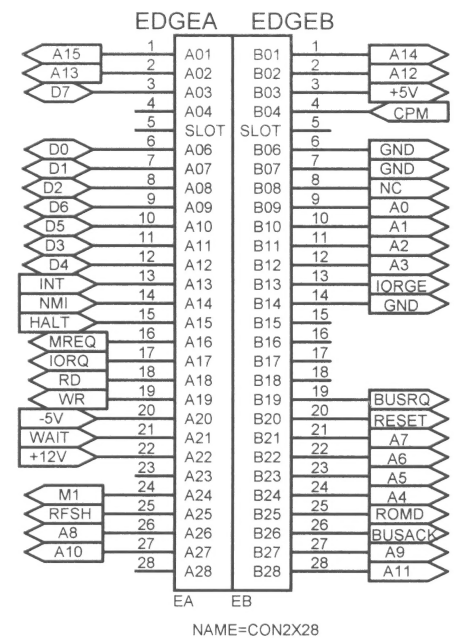 EDGEA EDGEB
A15 1 A01 B01 1 A14
A13 2 A02 B02 2 A12
D7 3 A03 B03 3 +5V
4 A04 B04 4 CPM
5 SLOT SLOT 5
D0 6 A06 B06 6 GND
D1 7 A07 B07 7 GND
D2 8 A08 B08 8 NC
D6 9 A09 B09 9 A0
D5 10 A10 B10 10 A1
D3 11 A11 B11 11 A2
D4 12 A12 B12 12 A3
INT 13 A13 B13 13 IORGE
NMI 14 A14 B14 14 GND
HALT 15 A15 B15 15
MREQ 16 A16 B16 16
IORQ 17 A17 B17 17
RD 18 A18 B18 18
WR 19 A19 B19 19 BUSRQ
-5V 20 A20 B20 20 RESET
WAIT 21 A21 B21 21 A7
+12V 22 A22 B22 22 A6
23 A23 B23 23 A5
M1 24 A24 B24 24 A4
RFSH 25 A25 B25 25 ROMD
A8 26 A26 B26 26 BUSACK
A10 27 A27 B27 27 A9
28 A28 B28 28 A11
EA EB
NAME=CON2X28